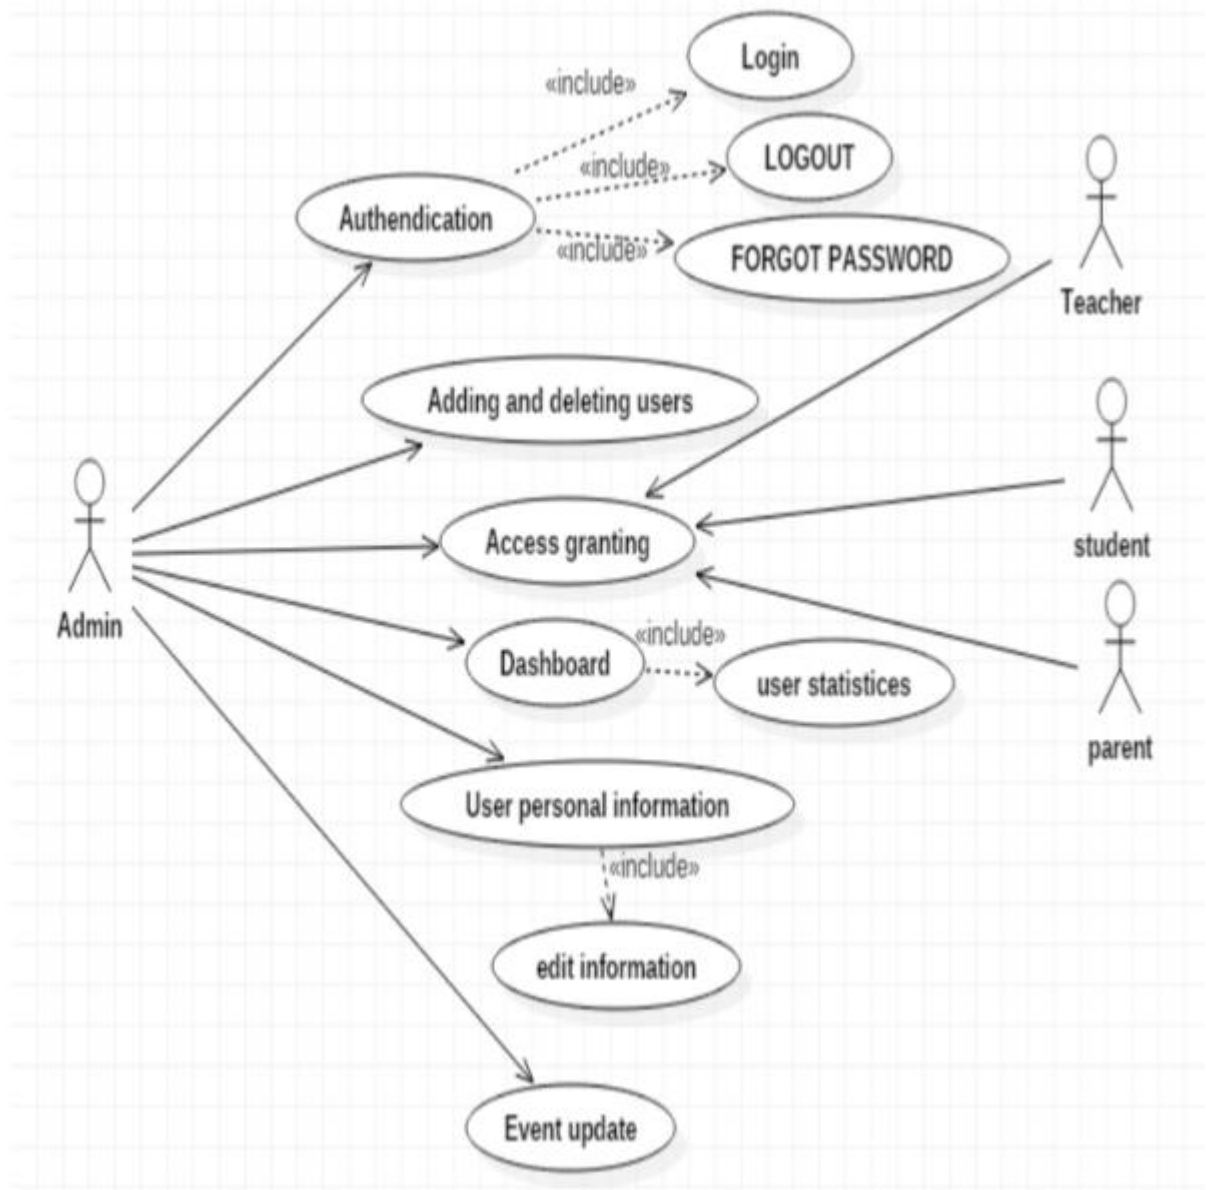 Login
«include»
LOGOUT
«include»
Authendication
«include»
FORGOT PASSWORD
Teacher
Adding and deleting users
Access granting
student
Admin
Dashboard
«include»
user statistices
parent
User personal information
«include»
edit information
Event update